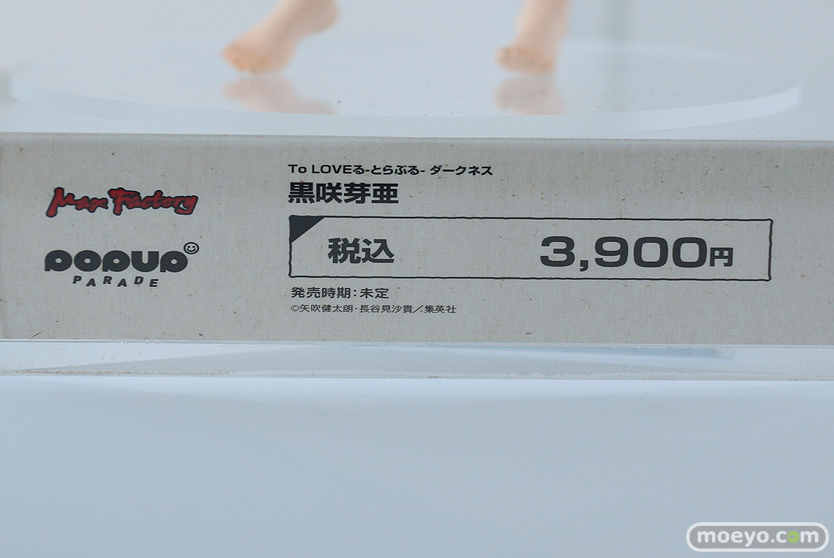 Max Factory
POPUP
PARADE
To LOVEる-とらぶる- ダークネス
黒咲芽亜
税込 3,900円
発売時期:未定
©矢吹健太朗・長谷見沙貴/集英社
moeyo.com